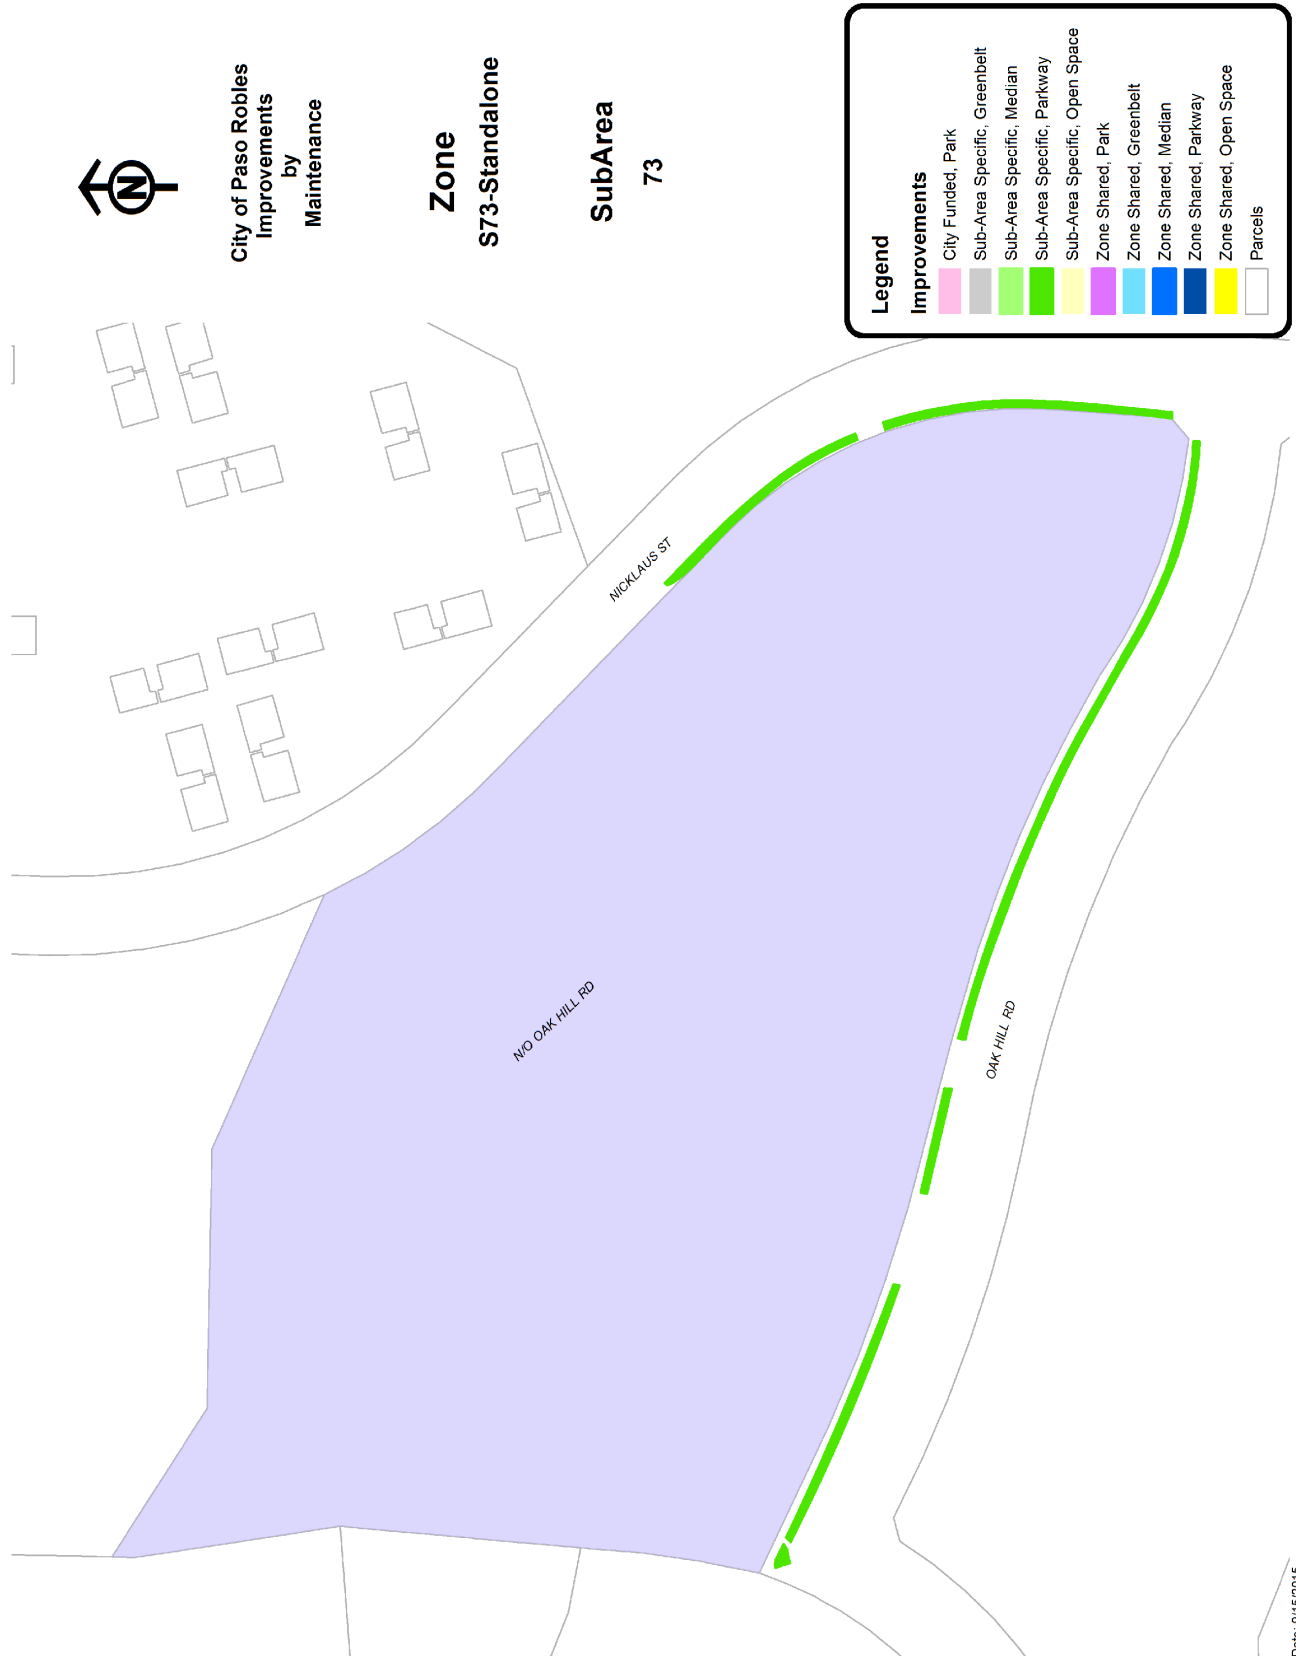 N
City of Paso Robles
Improvements
by
Maintenance
Zone
S73-Standalone
SubArea
73
NICKLAUS ST
N/O OAK HILL RD
OAK HILL RD
Legend
Improvements
City Funded, Park
Sub-Area Specific, Greenbelt
Sub-Area Specific, Median
Sub-Area Specific, Parkway
Sub-Area Specific, Open Space
Zone Shared, Park
Zone Shared, Greenbelt
Zone Shared, Median
Zone Shared, Parkway
Zone Shared, Open Space
Parcels